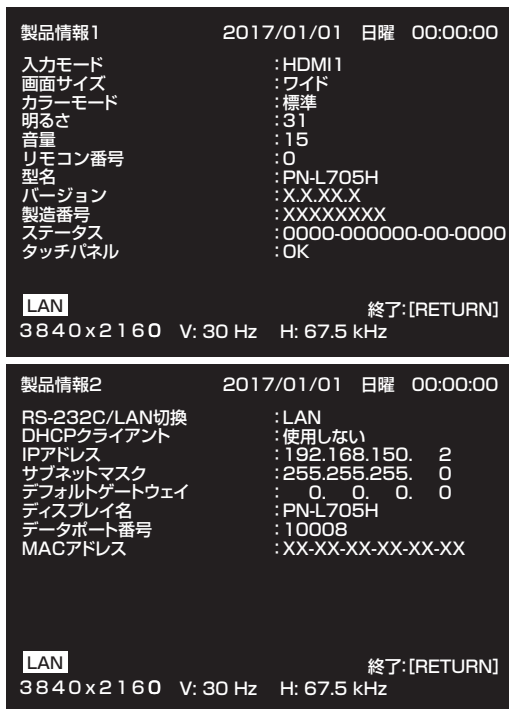 製品情報1 2017/01/01 日曜 00:00:00
入力モード :HDMI1
画面サイズ :ワイド
カラーモード :標準
明るさ :31
音量 :15
リモコン番号 :0
型名 :PN-L705H
バージョン :X.X.XX.X
製造番号 :XXXXXXXX
ステータス :0000-000000-00-0000
タッチパネル :OK
LAN 終了:[RETURN]
3840x2160 V: 30 Hz H: 67.5 kHz
製品情報2 2017/01/01 日曜 00:00:00
RS-232C/LAN切換 :LAN
DHCPクライアント :使用しない
IPアドレス :192.168.150. 2
サブネットマスク :255.255.255. 0
デフォルトゲートウェイ : 0. 0. 0. 0
ディスプレイ名 :PN-L705H
データポート番号 :10008
MACアドレス :XX-XX-XX-XX-XX-XX
LAN 終了:[RETURN]
3840x2160 V: 30 Hz H: 67.5 kHz